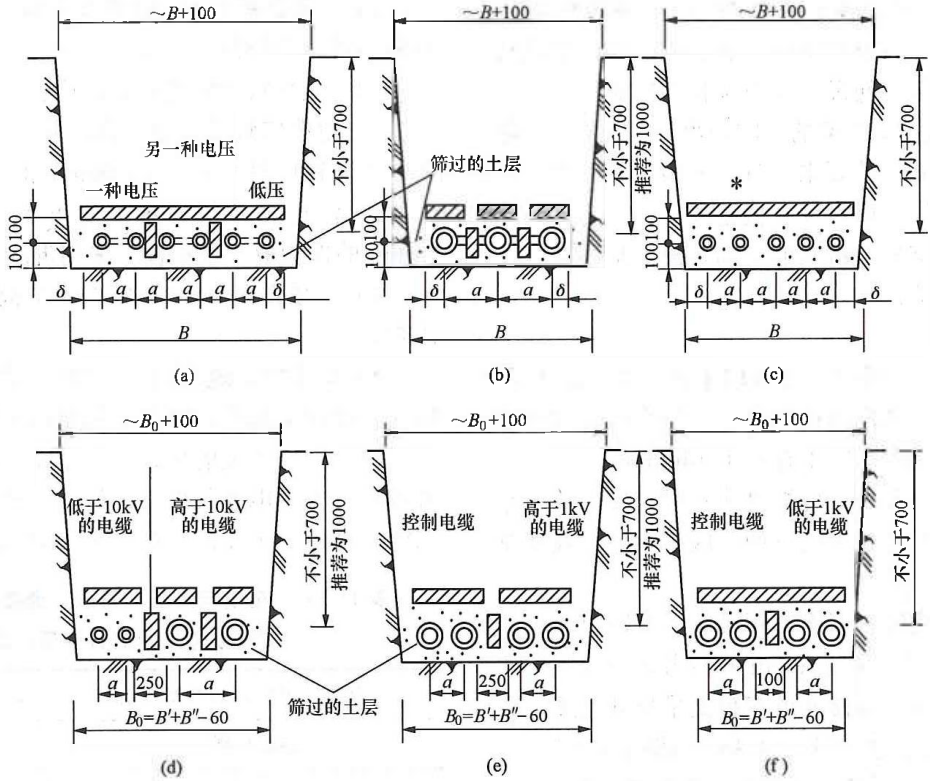 ~B+100
~B+100
~B+100
另一种电压
一种电压
低压
筛过的土层
*
不小于700
不小于700
推荐为1000
不小于700
100 100
100 100
100 100
δ a a a a a δ
δ a a δ
δ a a a a δ
B
B
B
(a)
(b)
(c)
~B₀+100
~B₀+100
~B₀+100
低于10kV
的电缆
高于10kV
的电缆
控制电缆
高于1kV
的电缆
控制电缆
低于1kV
的电缆
不小于700
推荐为1000
不小于700
推荐为1000
不小于700
a 250 a
a 250 a
a 100 a
筛过的土层
B₀=B′+B″−60
B₀=B′+B″−60
B₀=B′+B″−60
(d)
(e)
(f)